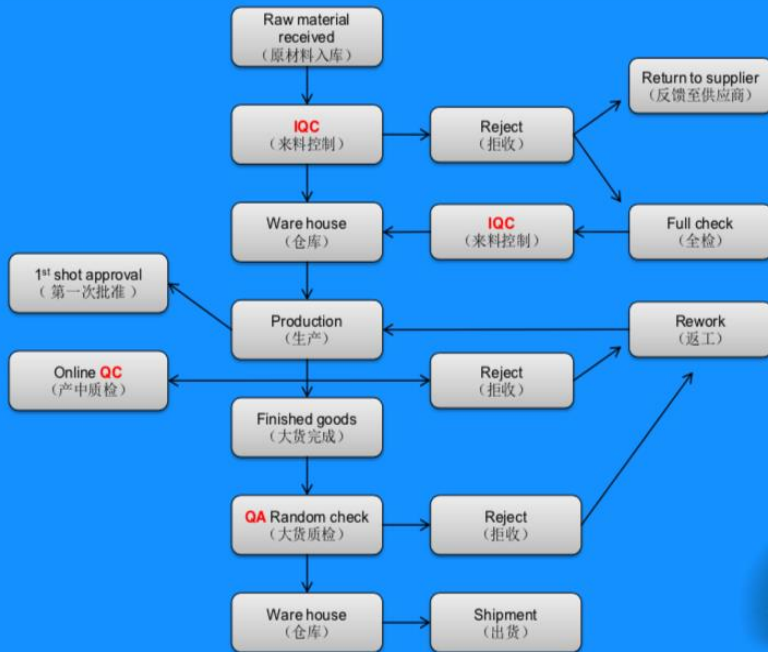 Raw material
received
（原材料入库）
Return to supplier
（反馈至供应商）
IQC
（来料控制）
Reject
（拒收）
Ware house
（仓库）
IQC
（来料控制）
Full check
（全检）
1st shot approval
（ 第一次批准 ）
Production
（生产）
Rework
（返工）
Online QC
（产中质检）
Reject
（拒收）
Finished goods
（大货完成）
QA Random check
（大货质检）
Reject
（拒收）
Ware house
（仓库）
Shipment
（出货）